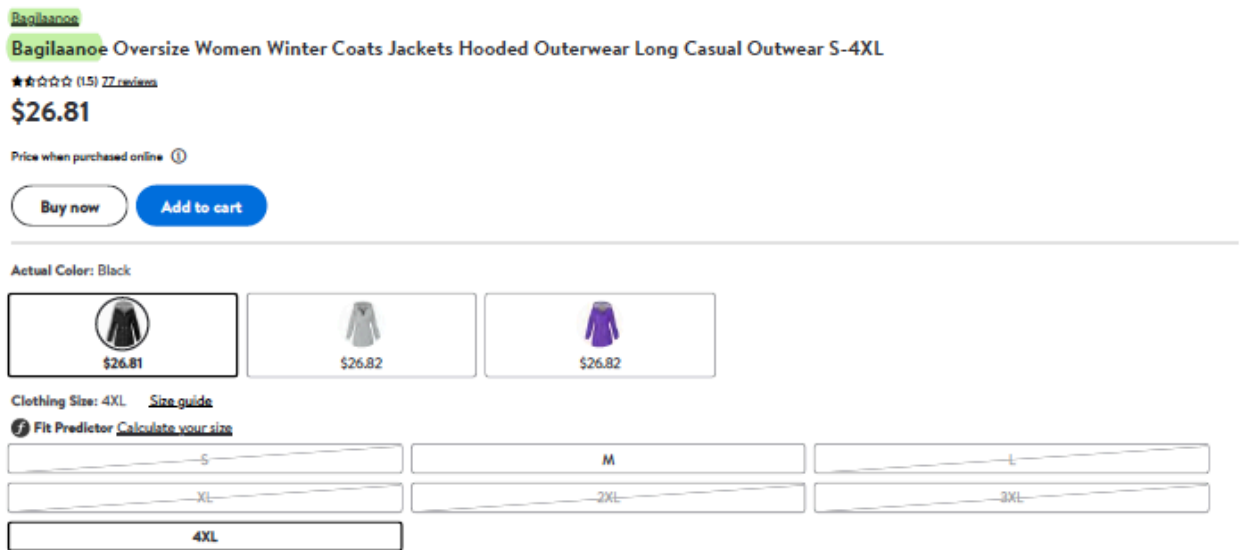 Bagilaanoe
Bagilaanoe Oversize Women Winter Coats Jackets Hooded Outerwear Long Casual Outwear S-4XL
(1.5) 77 reviews
$26.81
Price when purchased online
Buy now Add to cart
Actual Color: Black
$26.81 $26.82 $26.82
Clothing Size: 4XL Size guide
Fit Predictor Calculate your size
S M L
XL 2XL 3XL
4XL